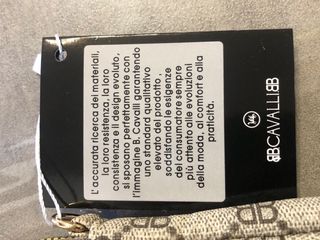 L'accurata ricerca dei materiali,
la loro resistenza, la loro
consistenza e il design evoluto,
si sposano perfettamente con
l'immagine B. Cavalli garantendo
uno standard qualitativo
elevato del prodotto,
soddisfando le esigenze
del consumatore sempre
più attento alle evoluzioni
della moda, al comfort e alla
praticità.
BBCAVALLIBB